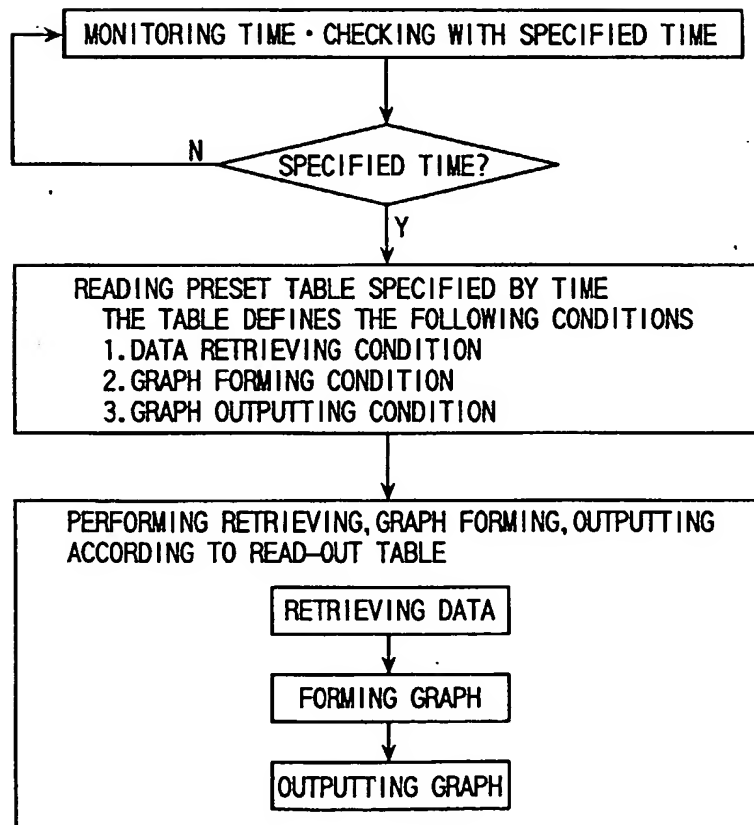 MONITORING TIME・CHECKING WITH SPECIFIED TIME
N
SPECIFIED TIME?
Y
READING PRESET TABLE SPECIFIED BY TIME
THE TABLE DEFINES THE FOLLOWING CONDITIONS
1.DATA RETRIEVING CONDITION
2.GRAPH FORMING CONDITION
3.GRAPH OUTPUTTING CONDITION
PERFORMING RETRIEVING,GRAPH FORMING,OUTPUTTING
ACCORDING TO READ-OUT TABLE
RETRIEVING DATA
FORMING GRAPH
OUTPUTTING GRAPH